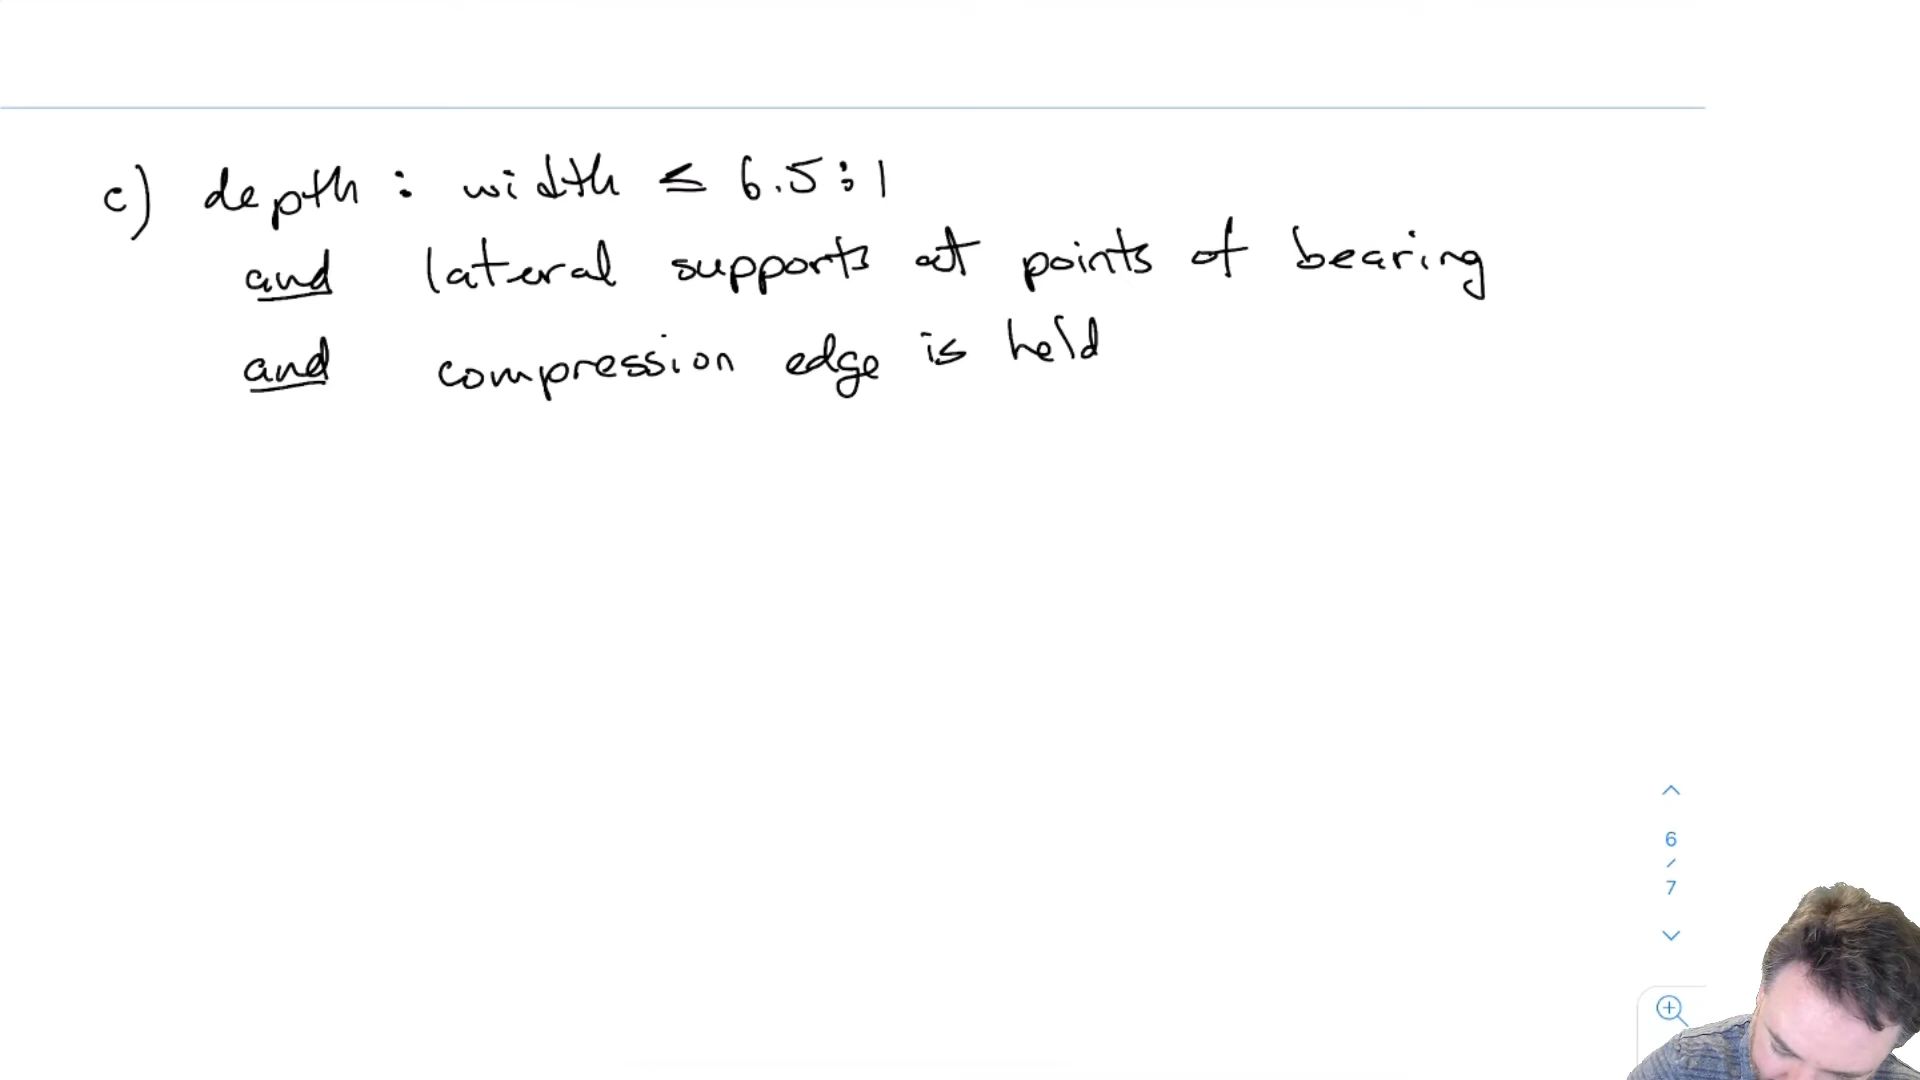 c) depth : width ≤ 6.5:1
and lateral supports at points of bearing
and compression edge is held
6
/
7